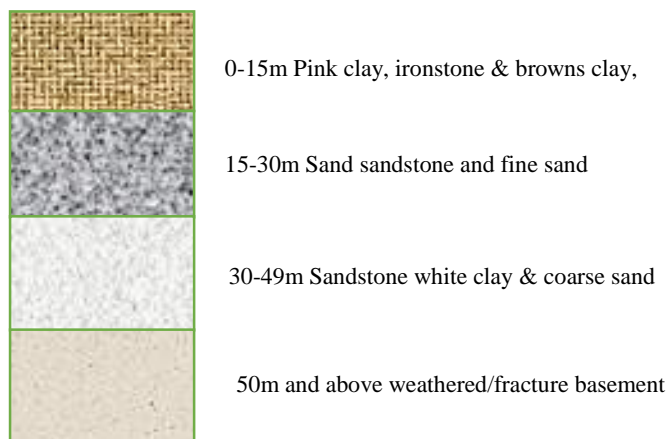 0-15m Pink clay, ironstone & browns clay,
15-30m Sand sandstone and fine sand
30-49m Sandstone white clay & coarse sand
50m and above weathered/fracture basement